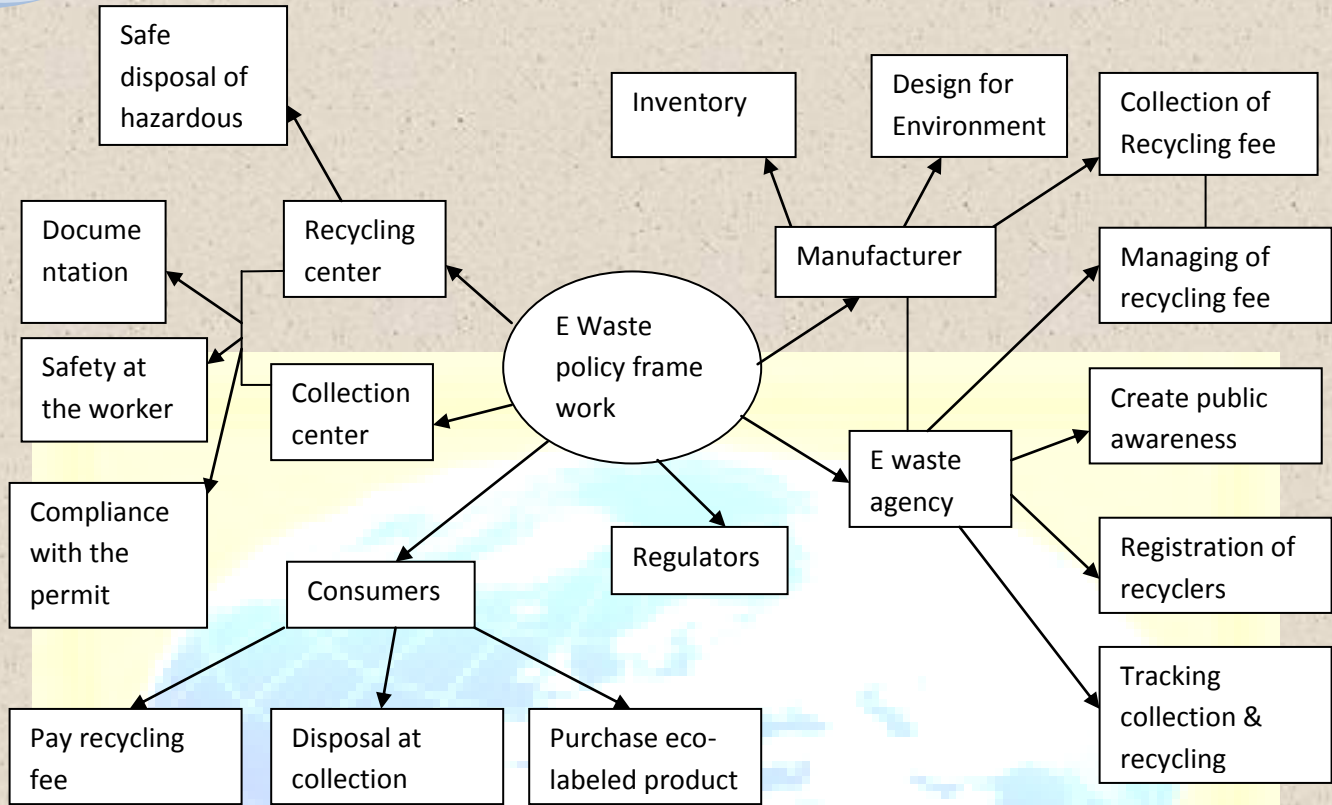 Safe
disposal of
hazardous
Inventory
Design for
Environment
Collection of
Recycling fee
Docume
ntation
Recycling
center
Manufacturer
Managing of
recycling fee
E Waste
policy frame
work
Safety at
the worker
Collection
center
Create public
awareness
E waste
agency
Compliance
with the
permit
Regulators
Registration of
recyclers
Consumers
Tracking
collection &
recycling
Pay recycling
fee
Disposal at
collection
Purchase eco-
labeled product